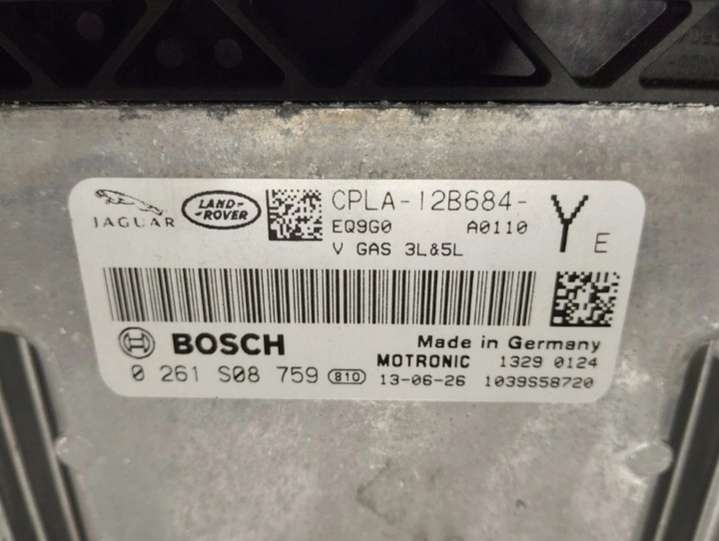 JAGUAR
LAND-
-ROVER
CPLA-12B684-
EQ9G0 A0110
V GAS 3L&5L
Y E
BOSCH Made in Germany
MOTRONIC 1329 0124
0 261 S08 759 810 13-06-26 1039S58720